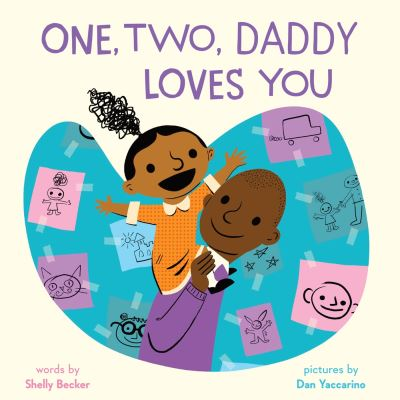 ONE, TWO, DADDY
LOVES YOU
words by
Shelly Becker
pictures by
Dan Yaccarino